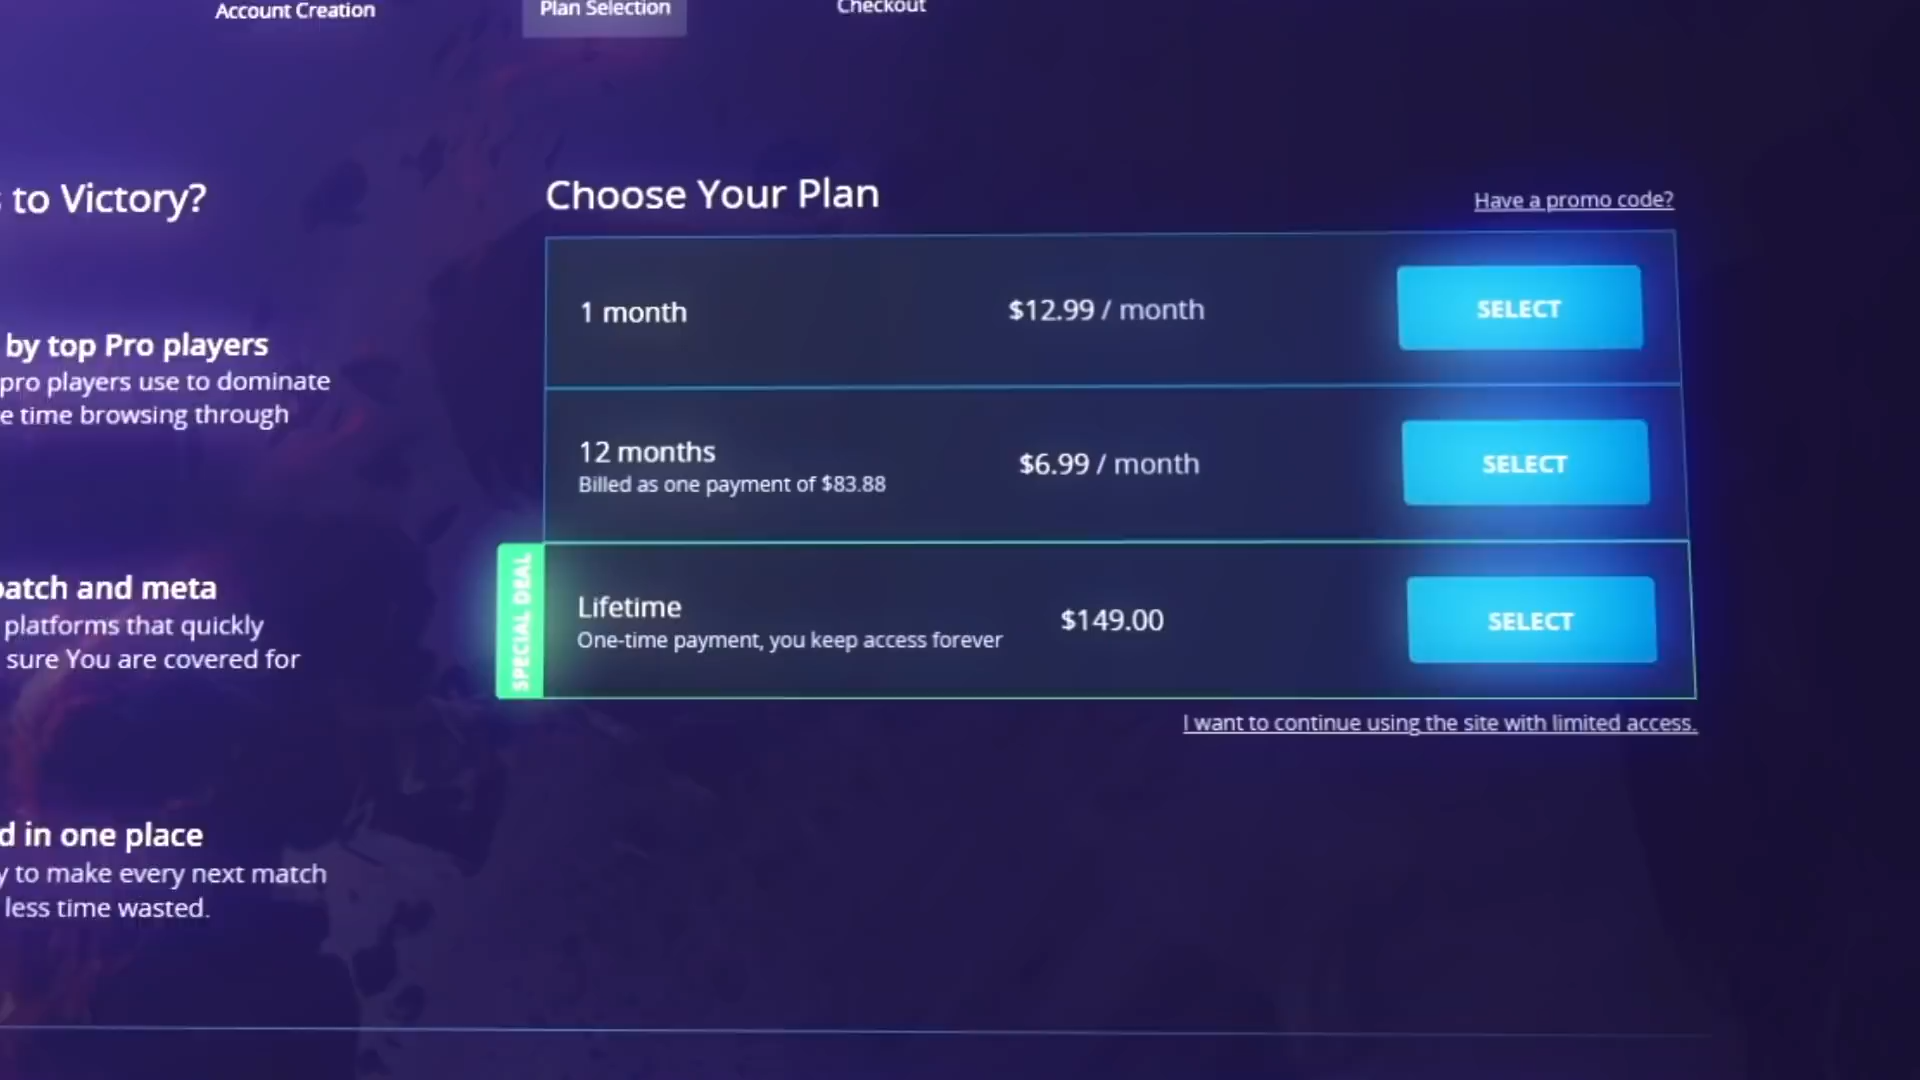 Account Creation
Plan Selection
Checkout
to Victory?
by top Pro players
pro players use to dominate
e time browsing through
patch and meta
platforms that quickly
sure You are covered for
d in one place
y to make every next match
less time wasted.
Choose Your Plan
Have a promo code?
1 month
$12.99 / month
SELECT
12 months
Billed as one payment of $83.88
$6.99 / month
SELECT
SPECIAL DEAL
Lifetime
One-time payment, you keep access forever
$149.00
SELECT
I want to continue using the site with limited access.